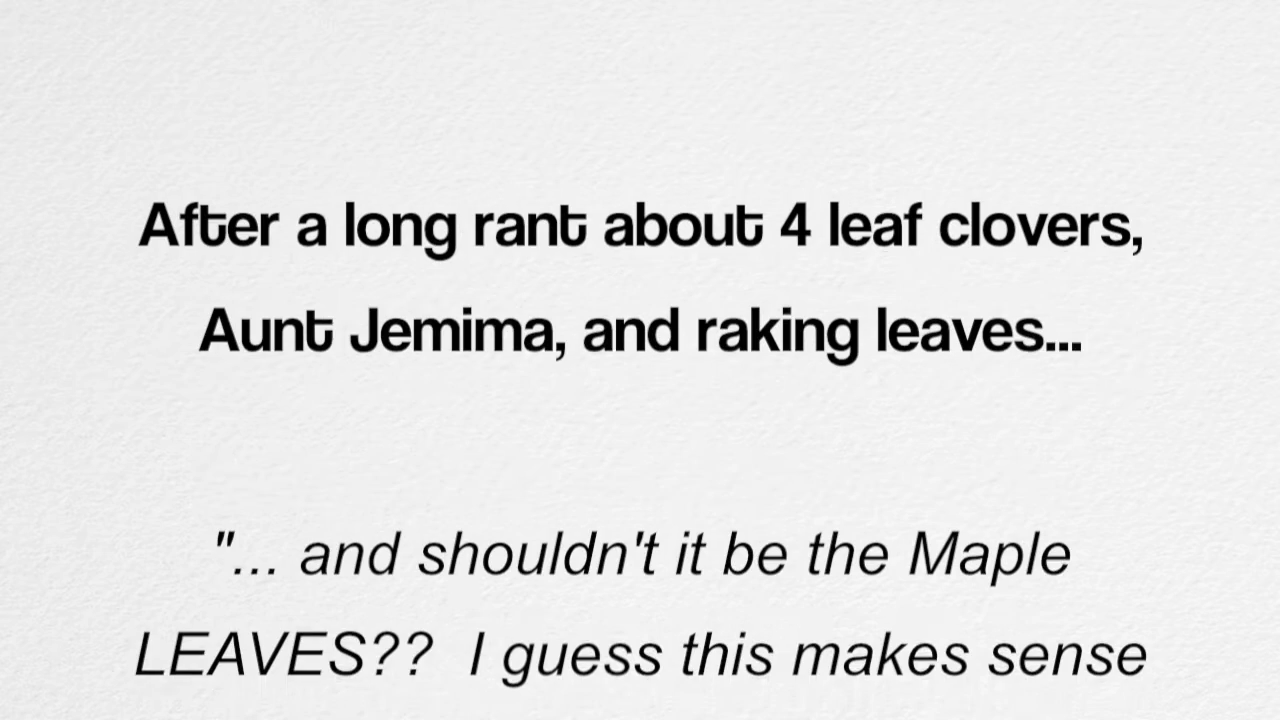 After a long rant about 4 leaf clovers,
Aunt Jemima, and raking leaves...
"... and shouldn't it be the Maple
LEAVES??  I guess this makes sense